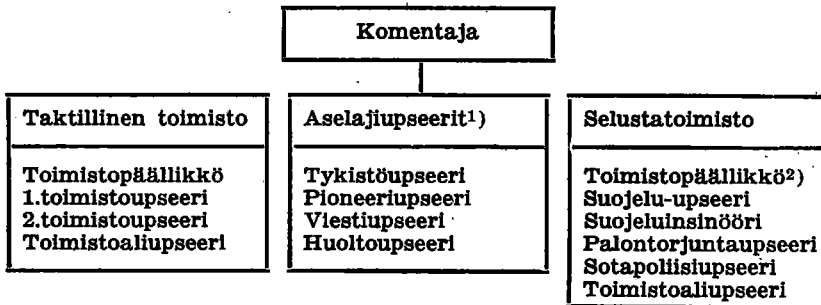 Komentaja
Taktillinen toimisto
Toimistopäällikkö
1.toimistoupseeri
2.toimistoupseeri
Toimistoaliupseeri
Aselajiupseerit1)
Tykistöupseeri
Pioneeriupseeri
Viestiupseeri
Huoltoupseeri
Selustatoimisto
Toimistopäällikkö2)
Suojelu-upseeri
Suojeluinsinööri
Palontorjuntaupseeri
Sotapoliisiupseeri
Toimistoaliupseeri